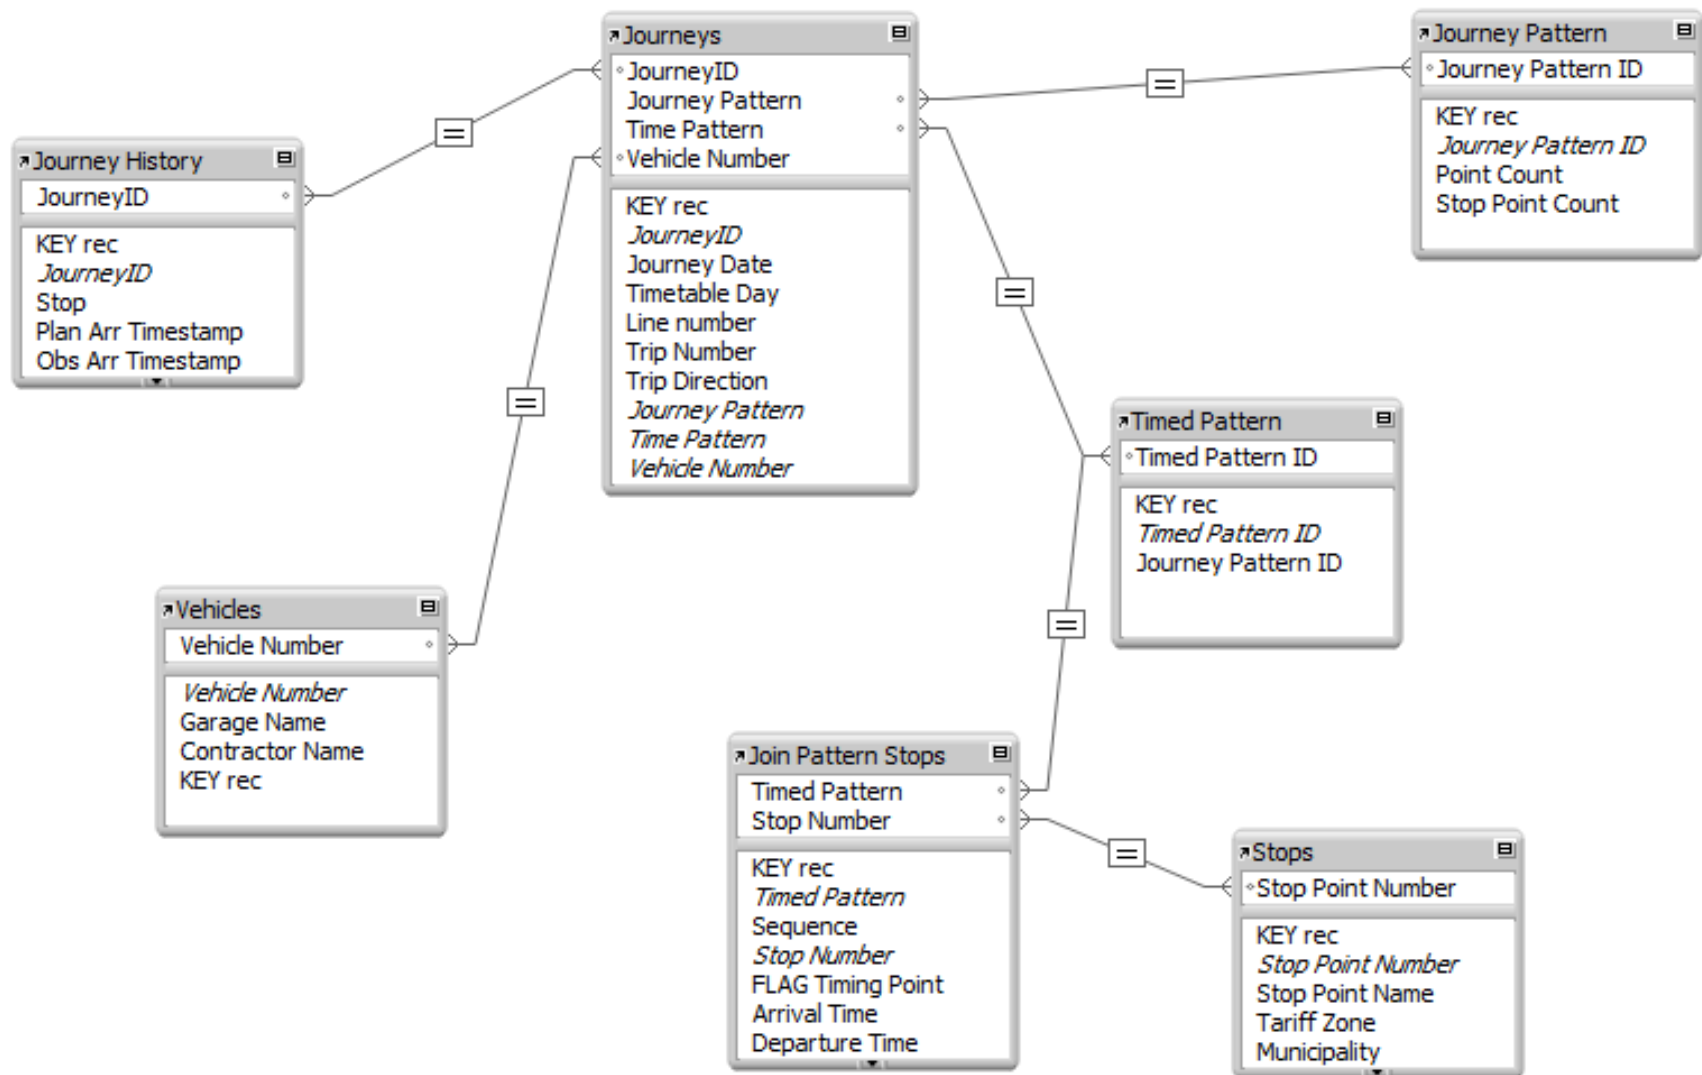 Journeys
JourneyID
Journey Pattern
Time Pattern
Vehicle Number
KEY rec
JourneyID
Journey Date
Timetable Day
Line number
Trip Number
Trip Direction
Journey Pattern
Time Pattern
Vehicle Number
Journey Pattern
Journey Pattern ID
KEY rec
Journey Pattern ID
Point Count
Stop Point Count
Journey History
JourneyID
KEY rec
JourneyID
Stop
Plan Arr Timestamp
Obs Arr Timestamp
=
=
=
=
=
=
Timed Pattern
Timed Pattern ID
KEY rec
Timed Pattern ID
Journey Pattern ID
Vehicles
Vehicle Number
Vehicle Number
Garage Name
Contractor Name
KEY rec
Join Pattern Stops
Timed Pattern
Stop Number
KEY rec
Timed Pattern
Sequence
Stop Number
FLAG Timing Point
Arrival Time
Departure Time
Stops
Stop Point Number
KEY rec
Stop Point Number
Stop Point Name
Tariff Zone
Municipality